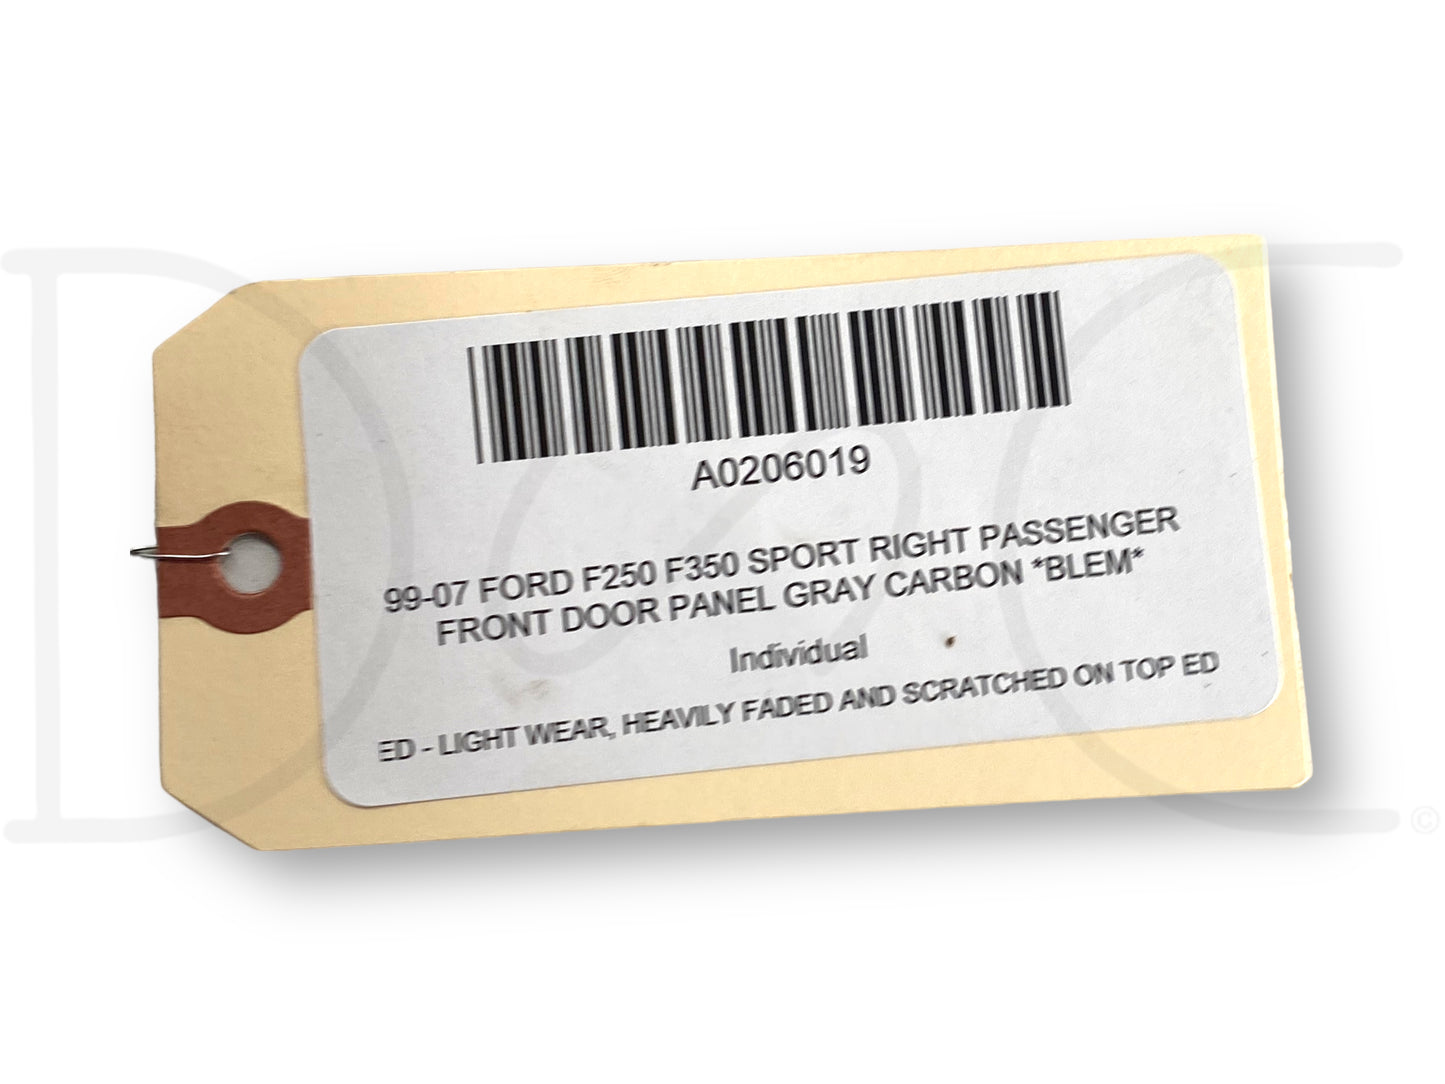 A0206019
99-07 FORD F250 F350 SPORT RIGHT PASSENGER
FRONT DOOR PANEL GRAY CARBON *BLEM*
Individual
ED - LIGHT WEAR, HEAVILY FADED AND SCRATCHED ON TOP ED
©